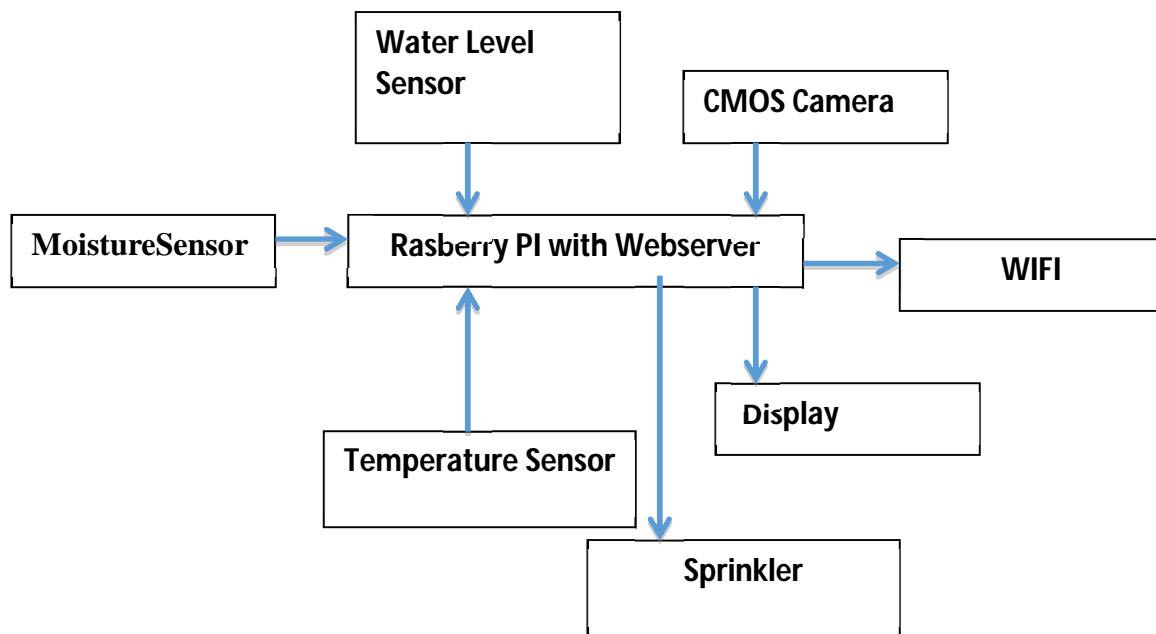 Water Level
Sensor
CMOS Camera
MoistureSensor
Rasberry PI with Webserver
WIFI
Display
Temperature Sensor
Sprinkler